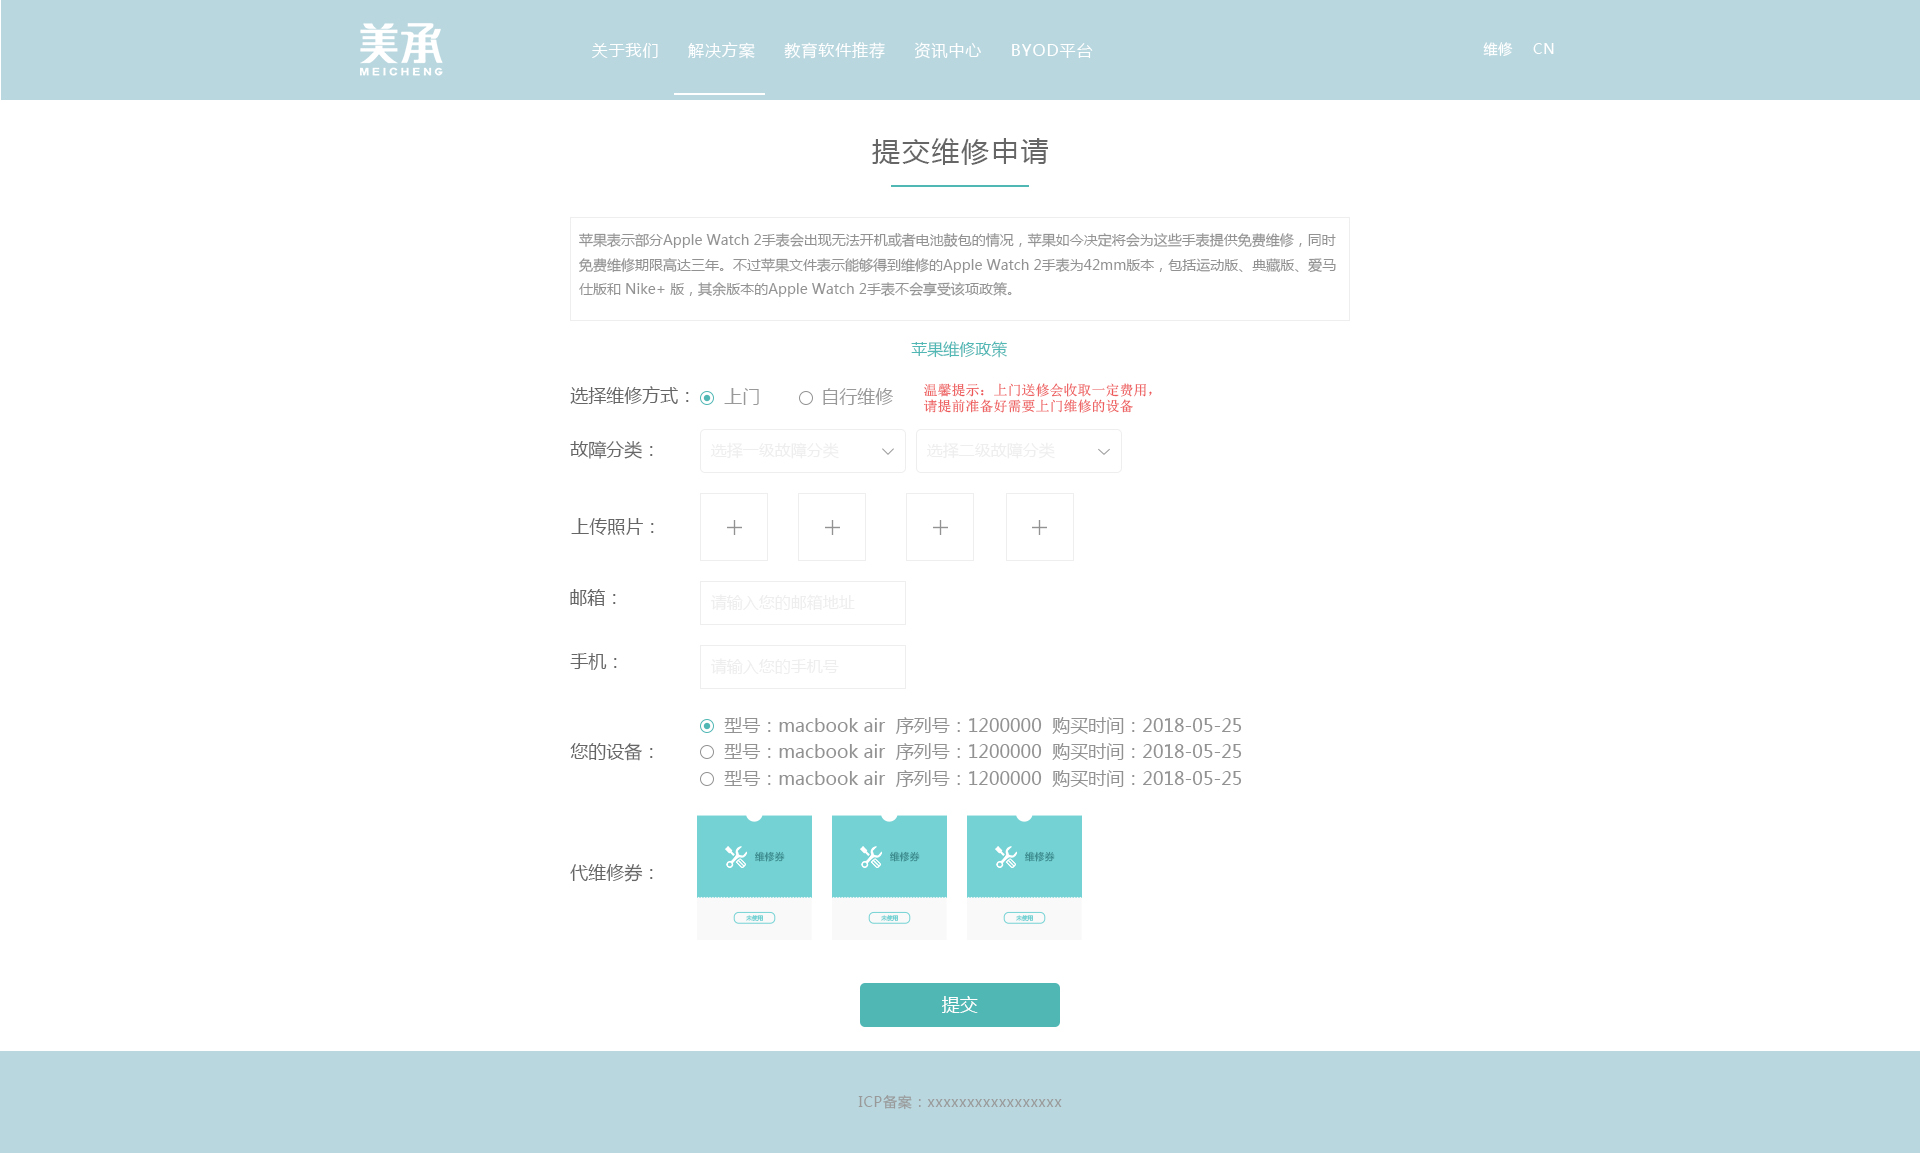 美承
MEICHENG
关于我们 解决方案 教育软件推荐 资讯中心 BYOD平台 维修 CN
提交维修申请
苹果表示部分Apple Watch 2手表会出现无法开机或者电池鼓包的情况，苹果如今决定将会为这些手表提供免费维修，同时
免费维修期限高达三年。不过苹果文件表示能够得到维修的Apple Watch 2手表为42mm版本，包括运动版、典藏版、爱马
仕版和 Nike+ 版，其余版本的Apple Watch 2手表不会享受该项政策。
苹果维修政策
选择维修方式： 上门 自行维修
温馨提示：上门送修会收取一定费用，
请提前准备好需要上门维修的设备
故障分类： 选择一级故障分类 选择二级故障分类
上传照片：
邮箱： 请输入您的邮箱地址
手机： 请输入您的手机号
型号：macbook air 序列号：1200000 购买时间：2018-05-25
您的设备： 型号：macbook air 序列号：1200000 购买时间：2018-05-25
型号：macbook air 序列号：1200000 购买时间：2018-05-25
维修券 维修券 维修券
代维修券：
未使用 未使用 未使用
提交
ICP备案：xxxxxxxxxxxxxxxxx